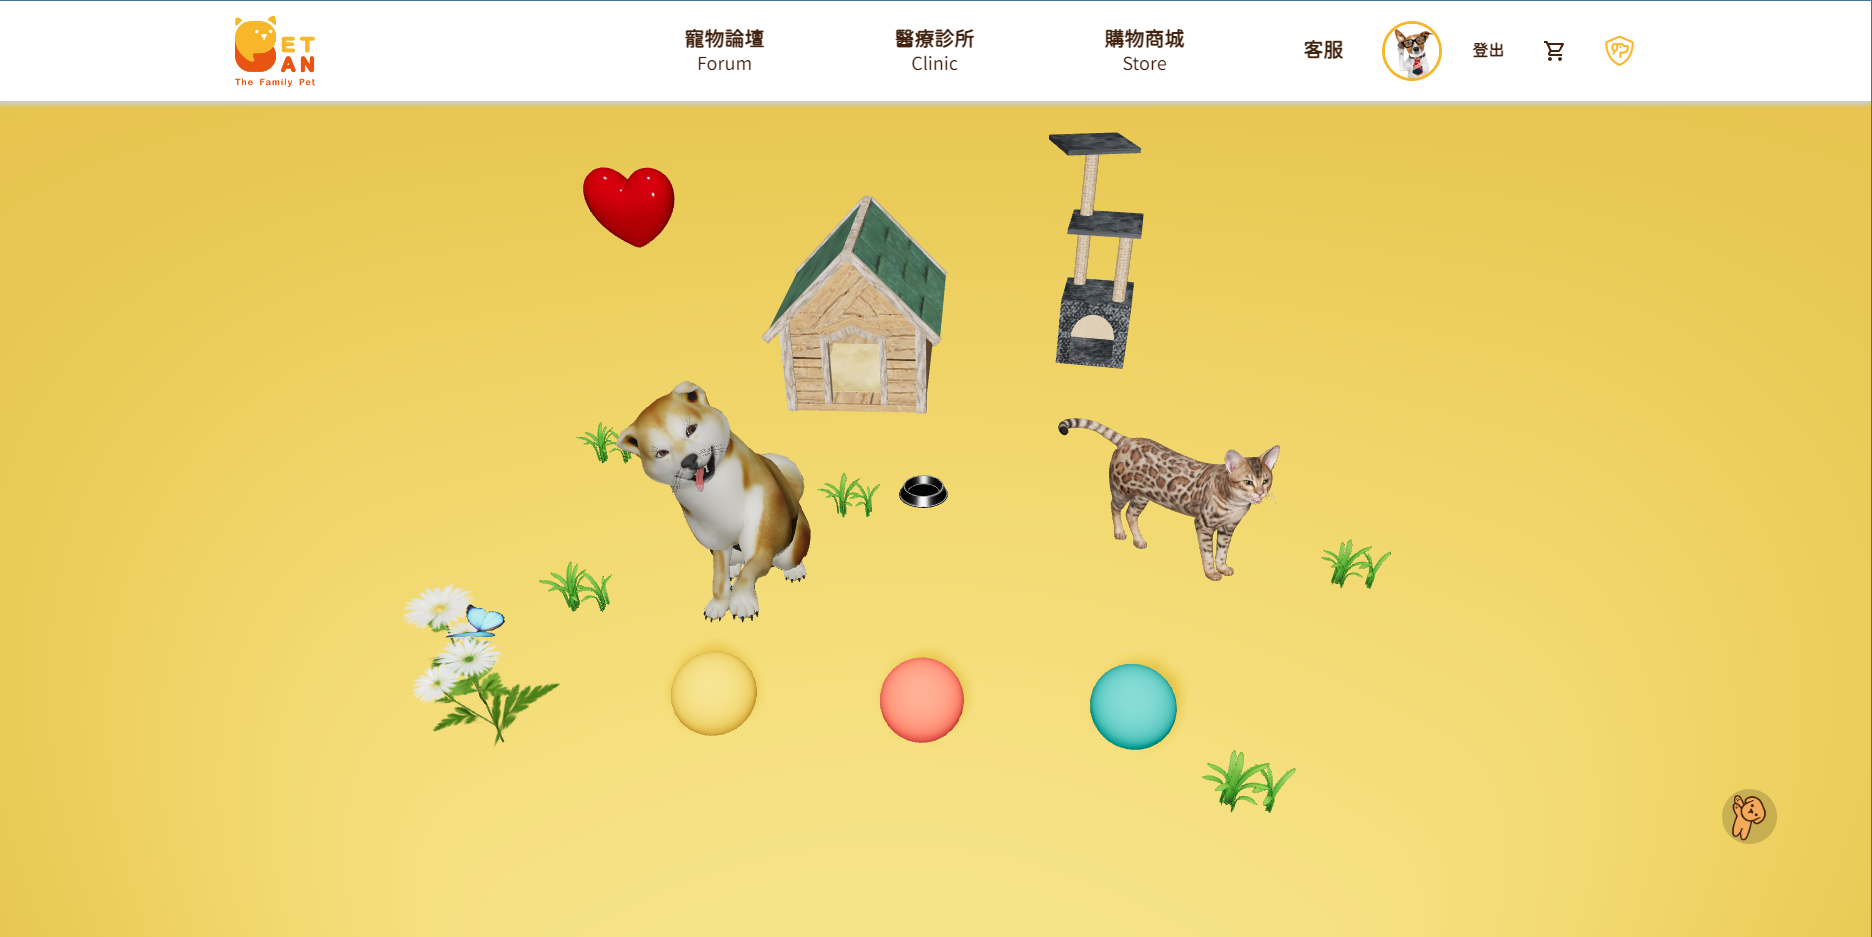 ET
AN
The Family Pet
寵物論壇
Forum
醫療診所
Clinic
購物商城
Store
客服
登出